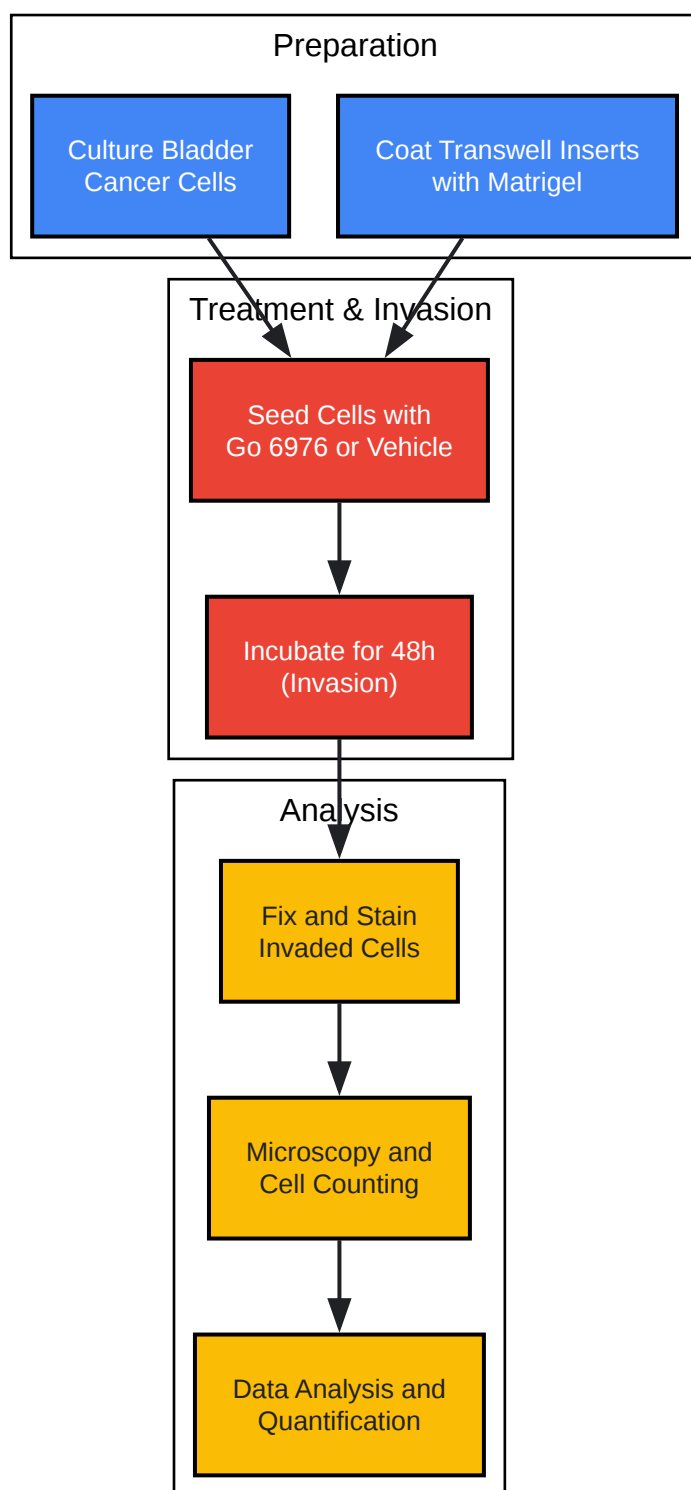 Preparation
Culture Bladder
Cancer Cells
Coat Transwell Inserts
with Matrigel
Treatment & Invasion
Seed Cells with
Go 6976 or Vehicle
Incubate for 48h
(Invasion)
Analysis
Fix and Stain
Invaded Cells
Microscopy and
Cell Counting
Data Analysis and
Quantification